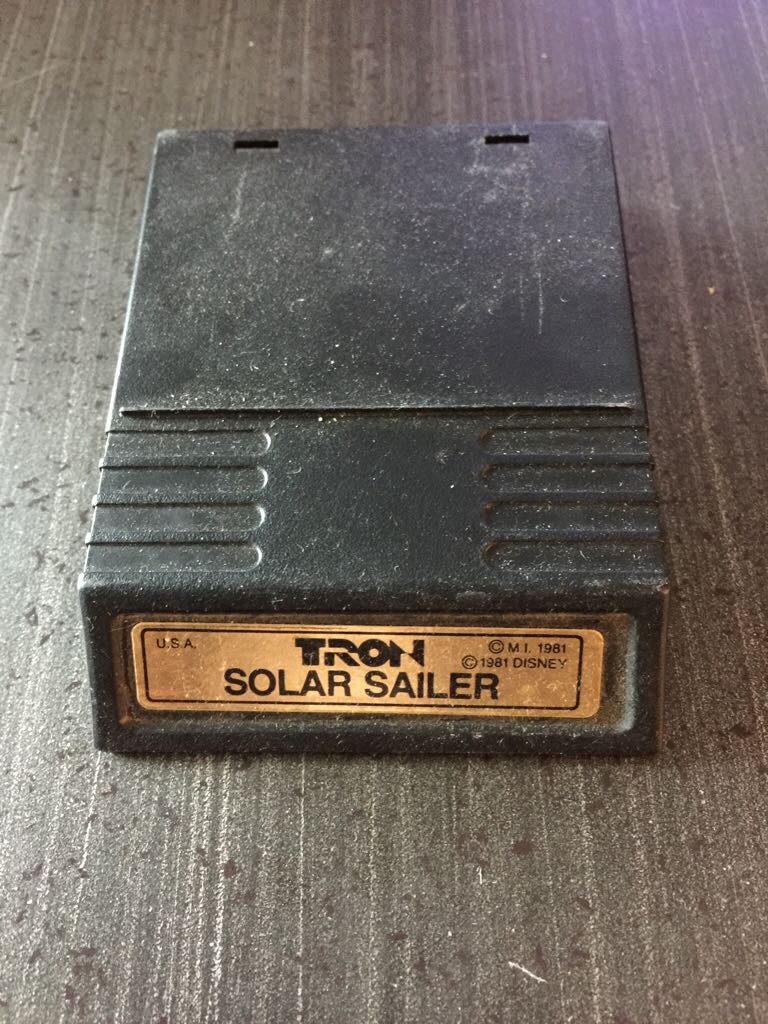 U.S.A.
TRON
© M I. 1981
© 1981 DISNEY
SOLAR SAILER